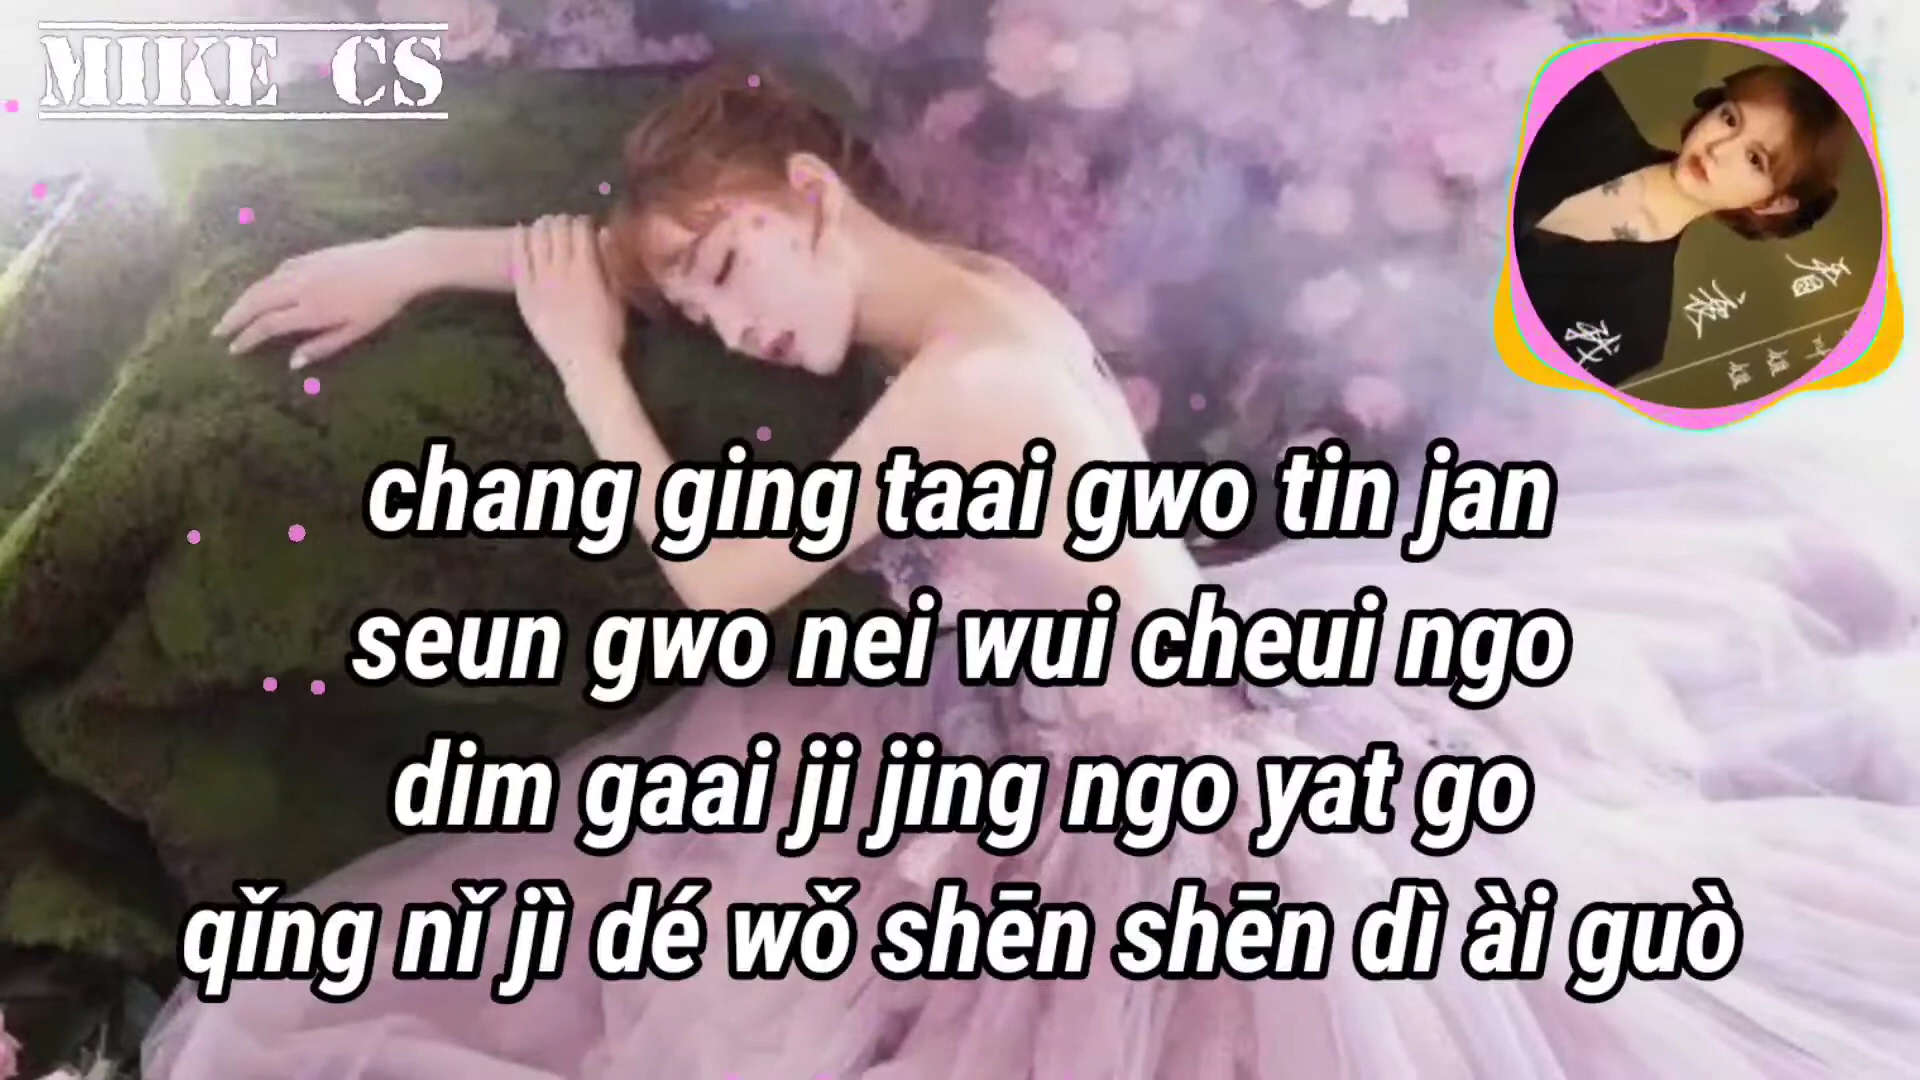 MIKE CS
chang ging taai gwo tin jan
seun gwo nei wui cheui ngo
dim gaai ji jing ngo yat go
qǐng nǐ jì dé wǒ shēn shēn dì ài guò